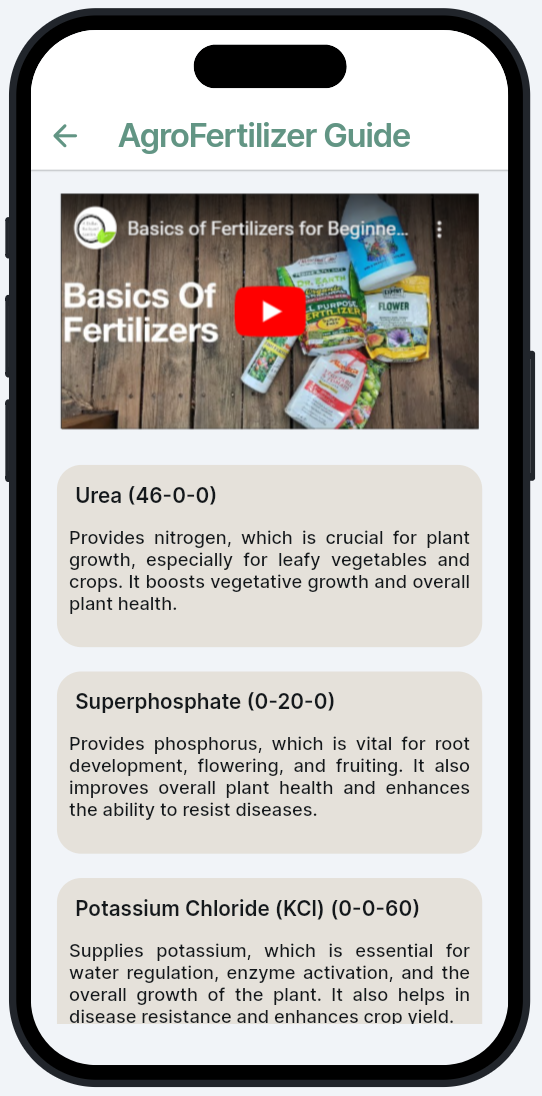 AgroFertilizer Guide
Basics of Fertilizers for Beginne...
Basics Of
Fertilizers
DR. EARTH
ALL PURPOSE
FERTILIZER
FLOWER
Urea (46-0-0)
Provides nitrogen, which is crucial for plant
growth, especially for leafy vegetables and
crops. It boosts vegetative growth and overall
plant health.
Superphosphate (0-20-0)
Provides phosphorus, which is vital for root
development, flowering, and fruiting. It also
improves overall plant health and enhances
the ability to resist diseases.
Potassium Chloride (KCl) (0-0-60)
Supplies potassium, which is essential for
water regulation, enzyme activation, and the
overall growth of the plant. It also helps in
disease resistance and enhances crop yield.